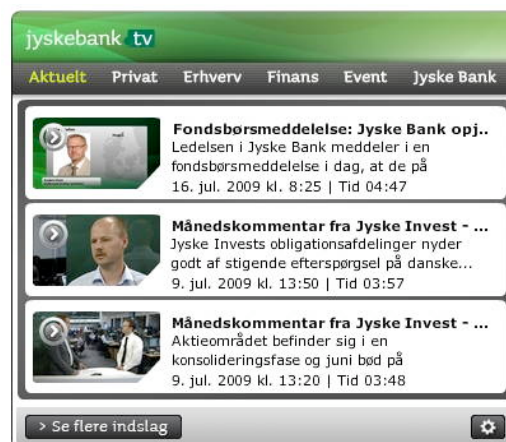 jyskebank tv
Aktuelt Privat Erhverv Finans Event Jyske Bank
Fondsbørsmeddelelse: Jyske Bank opj..
Ledelsen i Jyske Bank meddeler i en
fondsbørsmeddelelse i dag, at de på
16. jul. 2009 kl. 8:25 | Tid 04:47
Månedskommentar fra Jyske Invest - ...
Jyske Invests obligationsafdelinger nyder
godt af stigende efterspørgsel på danske...
9. jul. 2009 kl. 13:50 | Tid 03:57
Månedskommentar fra Jyske Invest - ...
Aktieområdet befinder sig i en
konsolideringsfase og juni bød på
9. jul. 2009 kl. 13:20 | Tid 03:48
> Se flere indslag